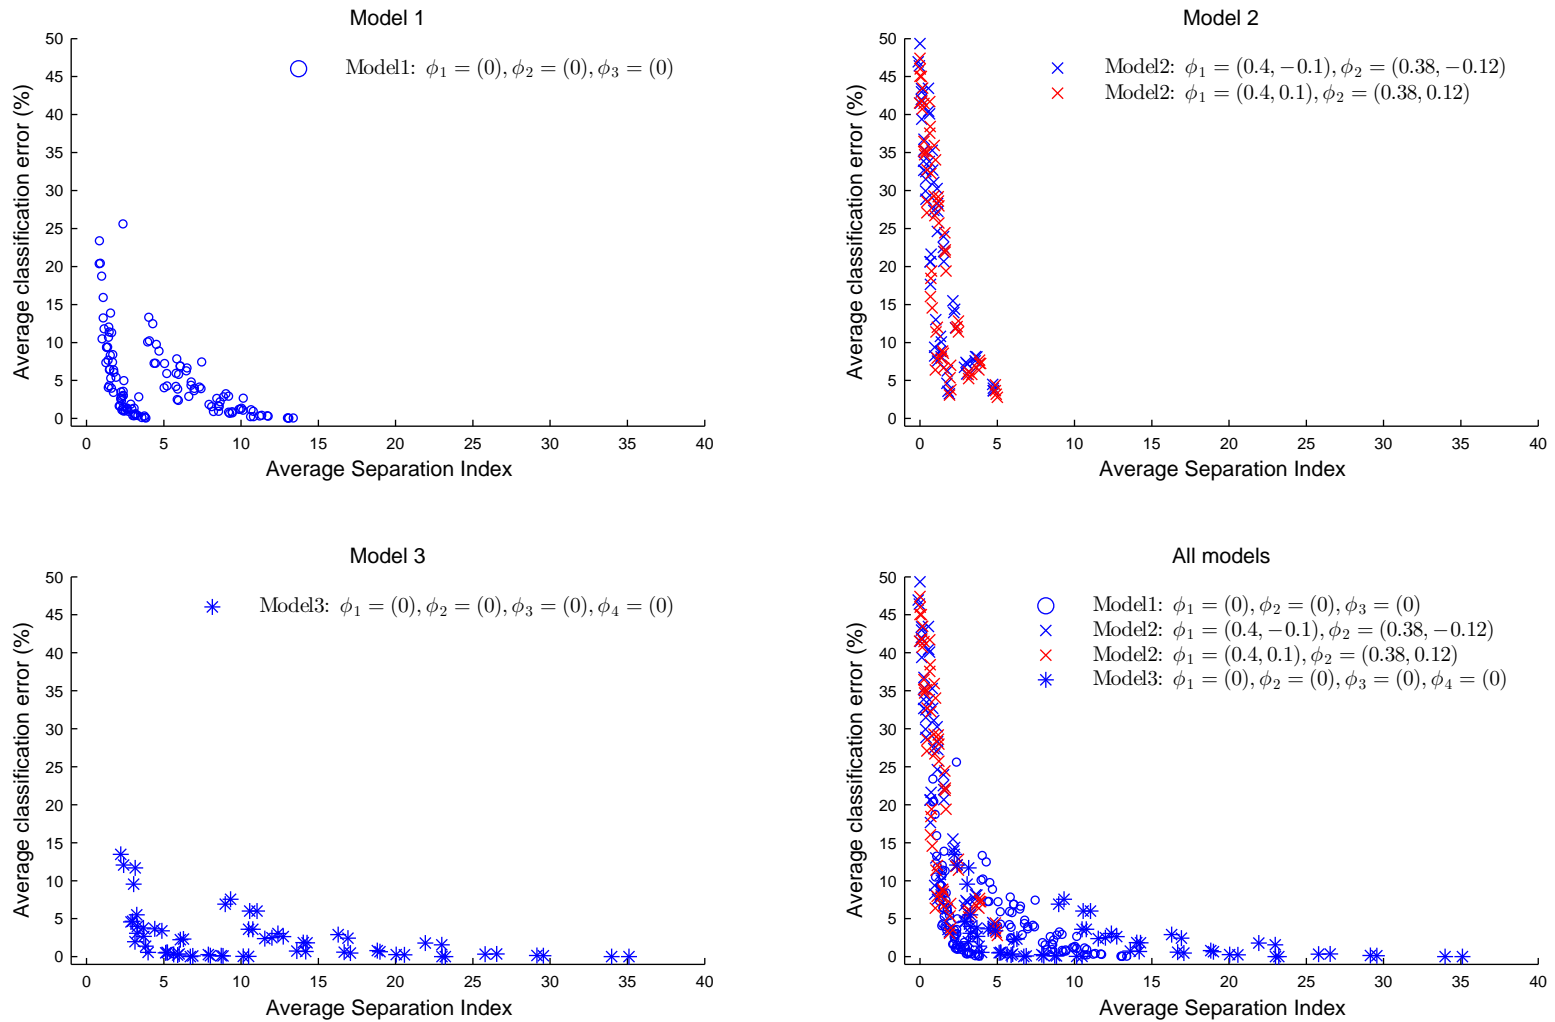 Model 1
Average classification error (%)
50
45
40
35
30
25
20
15
10
5
0
Model1: ϕ₁ = (0), ϕ₂ = (0), ϕ₃ = (0)
0 5 10 15 20 25 30 35 40
Average Separation Index
Model 2
Average classification error (%)
50
45
40
35
30
25
20
15
10
5
0
Model2: ϕ₁ = (0.4, −0.1), ϕ₂ = (0.38, −0.12)
Model2: ϕ₁ = (0.4, 0.1), ϕ₂ = (0.38, 0.12)
0 5 10 15 20 25 30 35 40
Average Separation Index
Model 3
Average classification error (%)
50
45
40
35
30
25
20
15
10
5
0
Model3: ϕ₁ = (0), ϕ₂ = (0), ϕ₃ = (0), ϕ₄ = (0)
0 5 10 15 20 25 30 35 40
Average Separation Index
All models
Average classification error (%)
50
45
40
35
30
25
20
15
10
5
0
Model1: ϕ₁ = (0), ϕ₂ = (0), ϕ₃ = (0)
Model2: ϕ₁ = (0.4, −0.1), ϕ₂ = (0.38, −0.12)
Model2: ϕ₁ = (0.4, 0.1), ϕ₂ = (0.38, 0.12)
Model3: ϕ₁ = (0), ϕ₂ = (0), ϕ₃ = (0), ϕ₄ = (0)
0 5 10 15 20 25 30 35 40
Average Separation Index